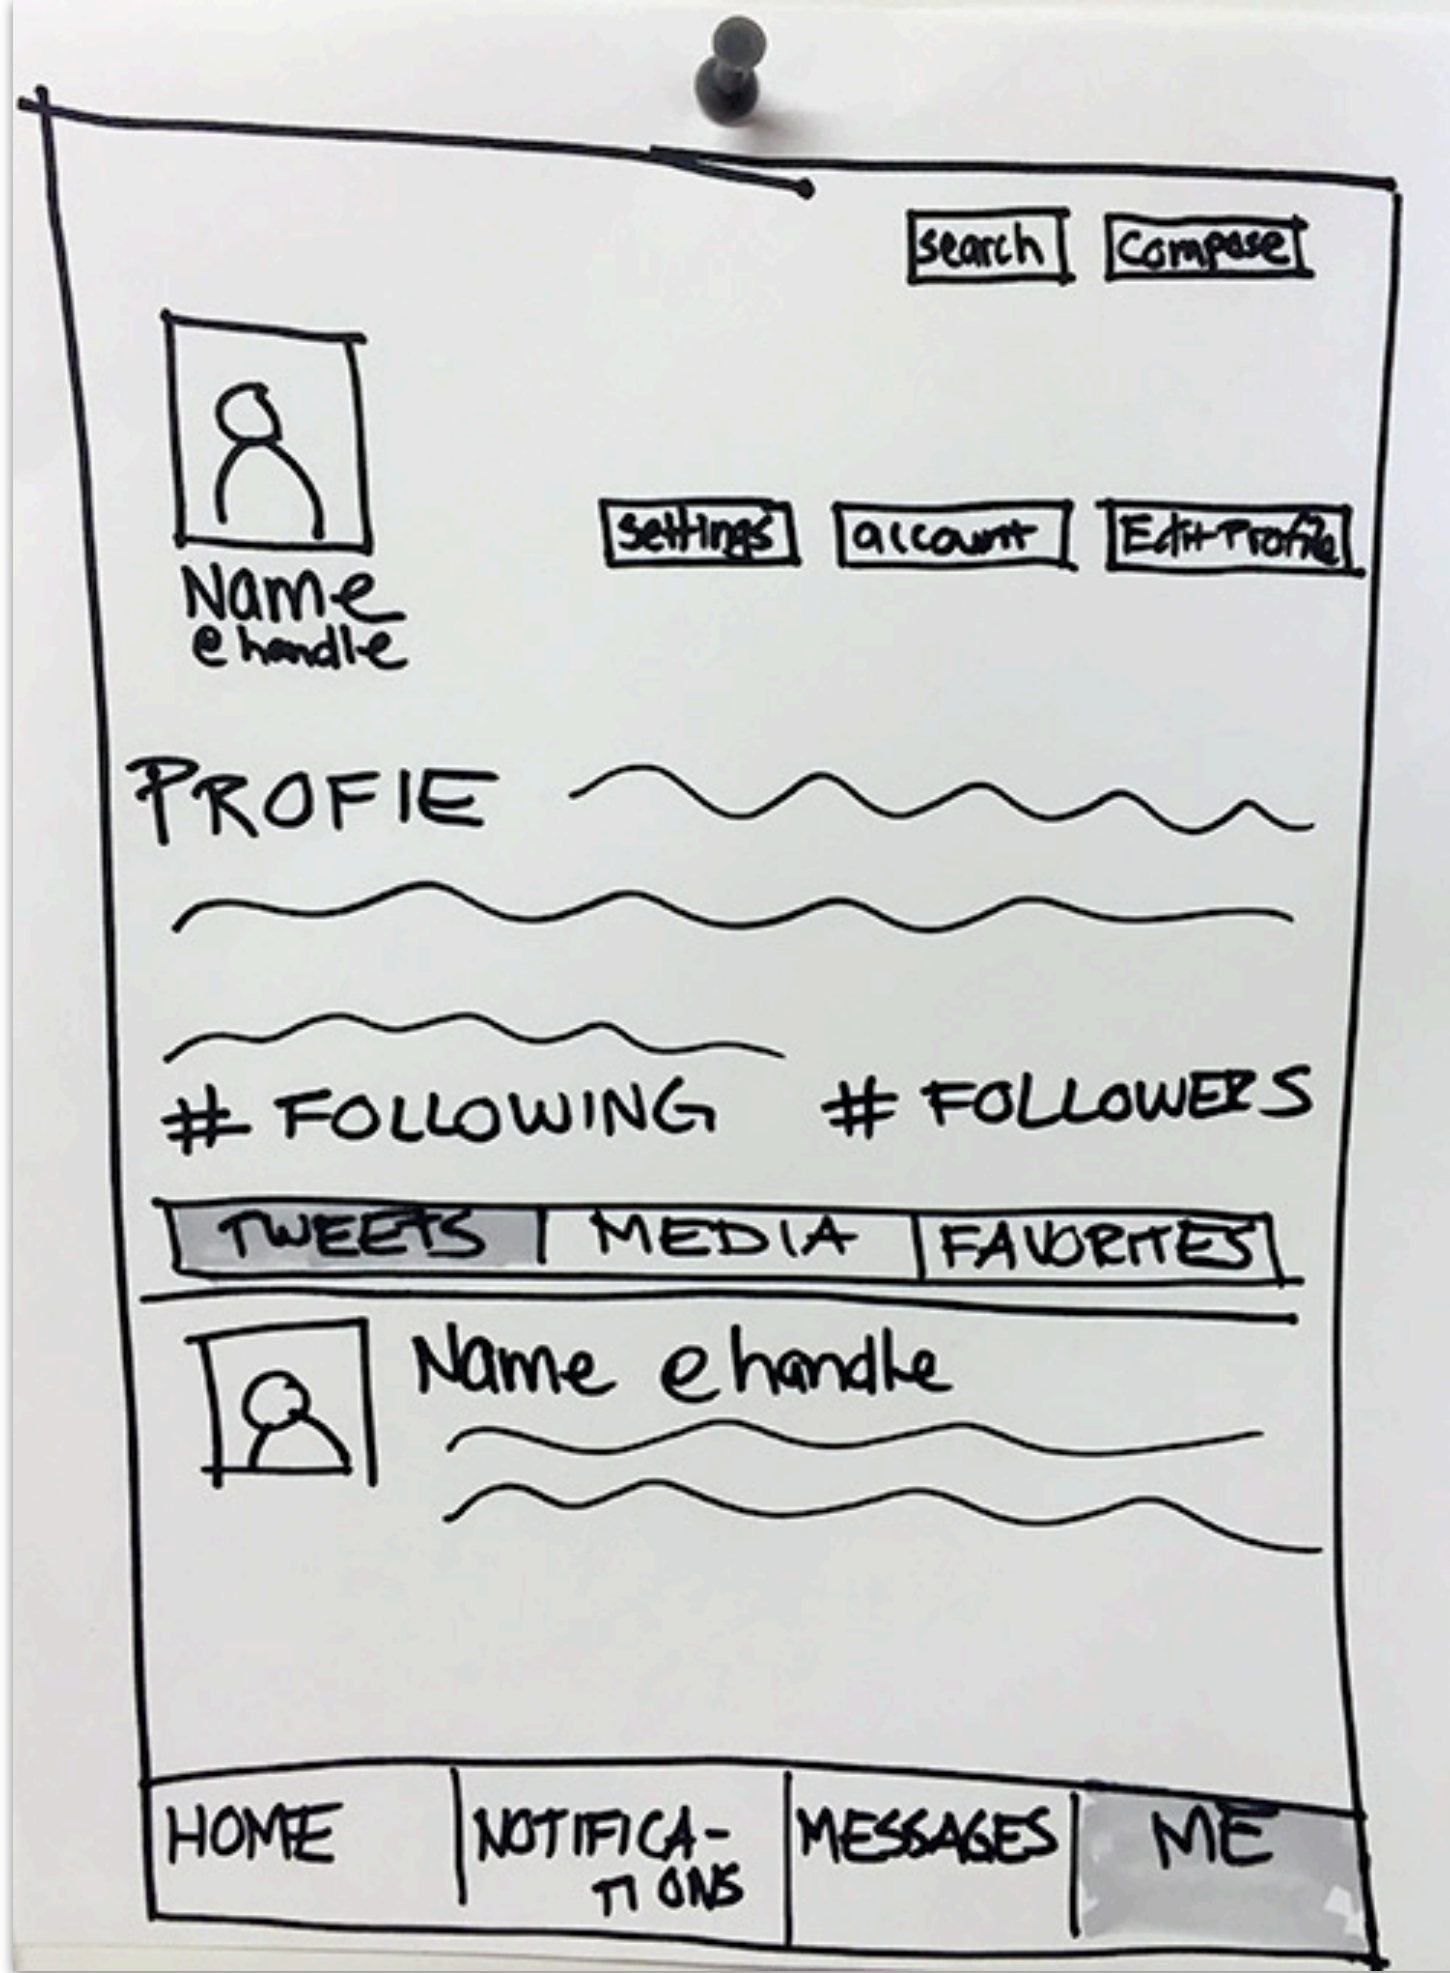 search Compose
settings account Edit Profile
Name
@handle
PROFIE
# FOLLOWING # FOLLOWERS
TWEETS MEDIA FAVORITES
Name @handle
HOME NOTIFICA- MESSAGES ME
TIONS